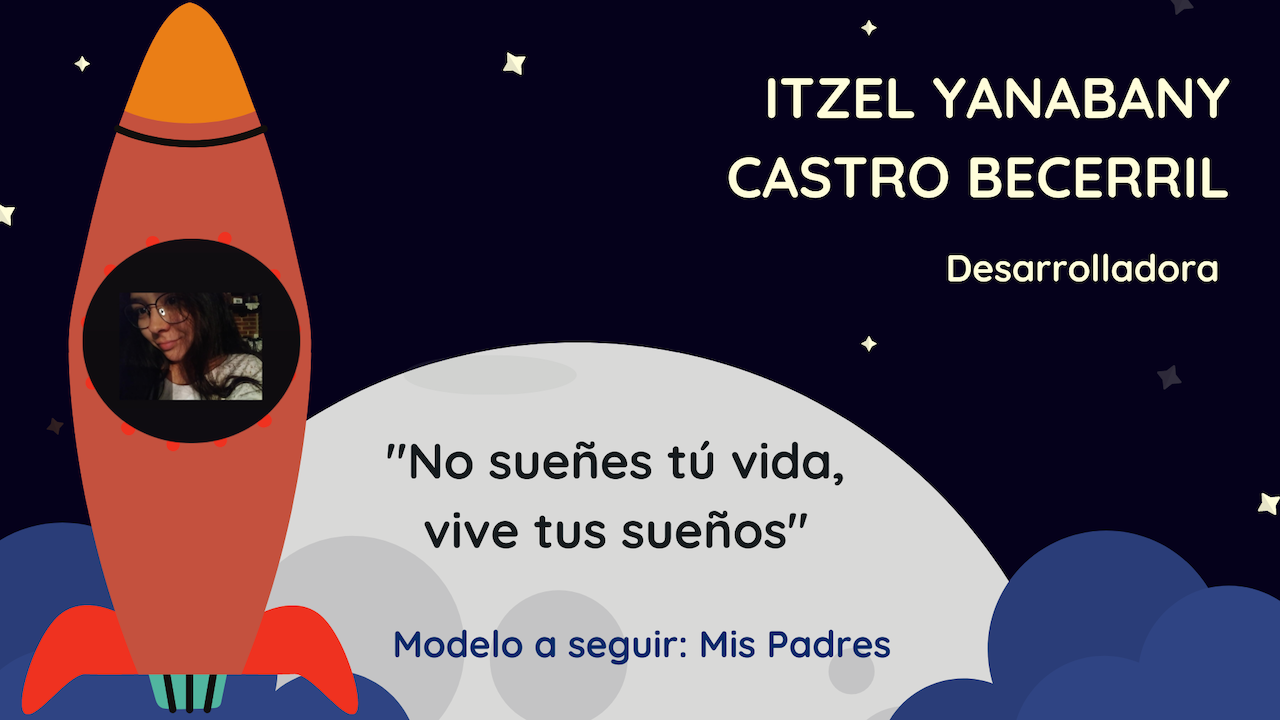 ITZEL YANABANY
CASTRO BECERRIL
Desarrolladora
"No sueñes tú vida,
vive tus sueños"
Modelo a seguir: Mis Padres